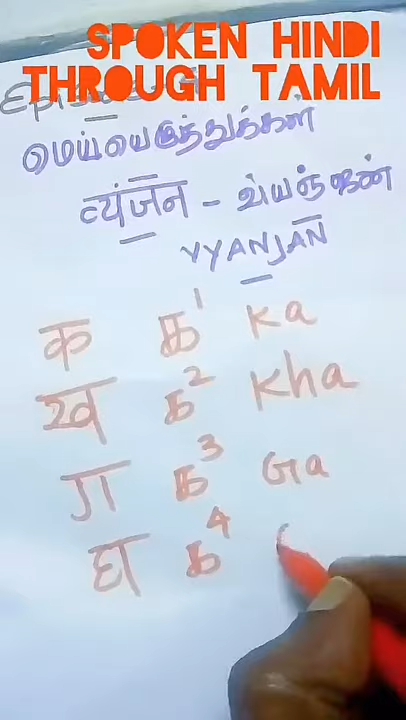 SPOKEN HINDI
THROUGH TAMIL
மெய்யெழுத்துக்கள்
व्यंजन - வ்யஞ்ஜன்
VYANJAN
क க¹ Ka
ख க² Kha
ग க³ Ga
घ க⁴